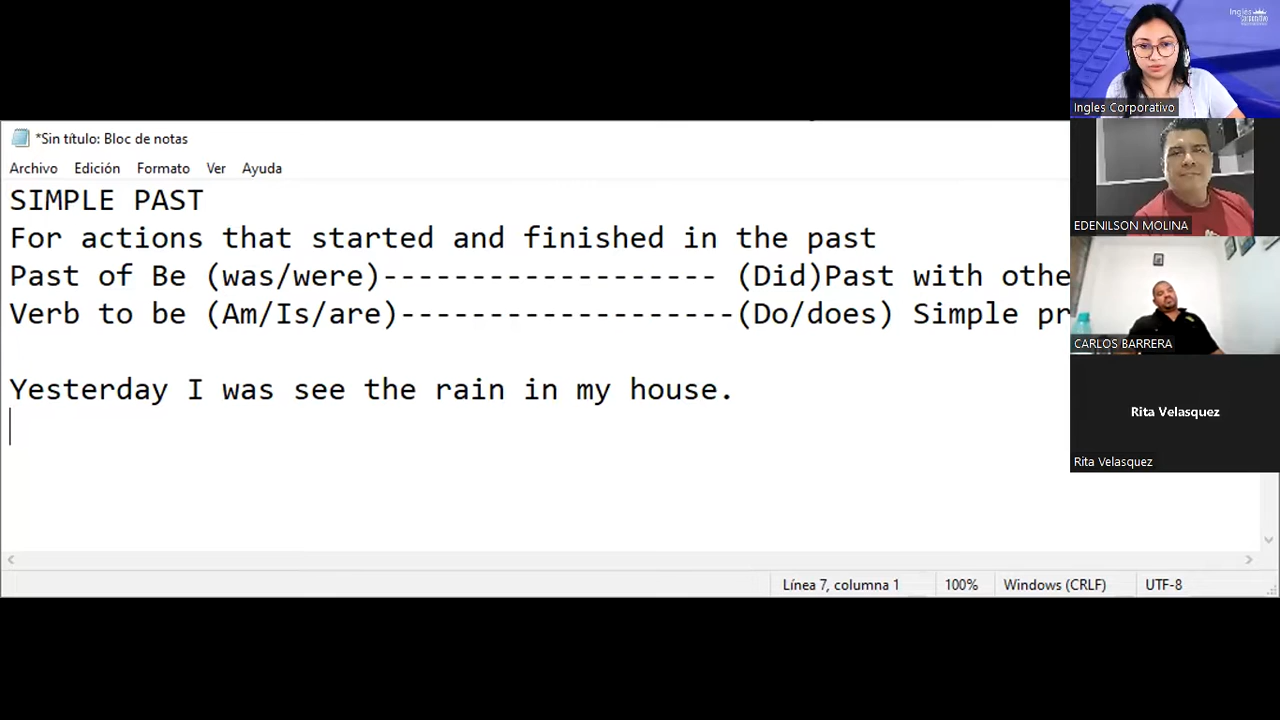 *Sin título: Bloc de notas
Archivo Edición Formato Ver Ayuda
SIMPLE PAST
For actions that started and finished in the past
Past of Be (was/were)------------------- (Did)Past with othe
Verb to be (Am/Is/are)-------------------(Do/does) Simple pr
Yesterday I was see the rain in my house.
Línea 7, columna 1 100% Windows (CRLF) UTF-8
Ingles Corporativo
EDENILSON MOLINA
CARLOS BARRERA
Rita Velasquez
Rita Velasquez